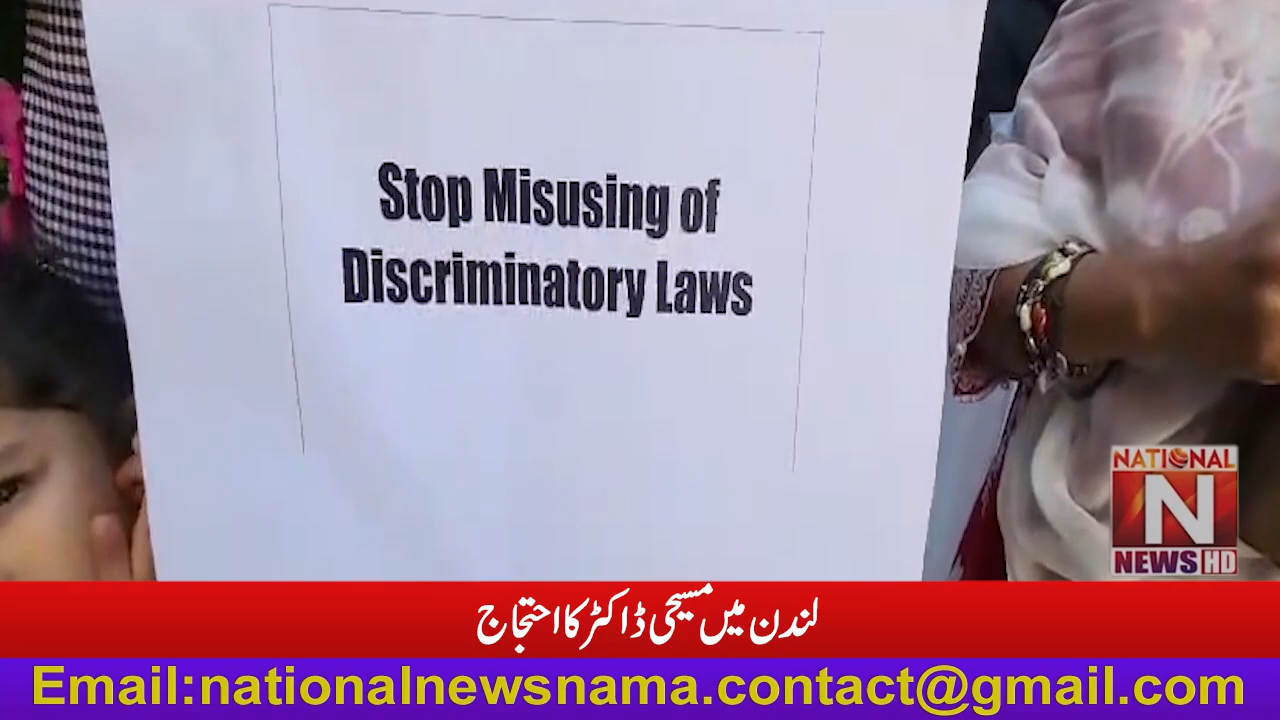 Stop Misusing of
Discriminatory Laws
NATIONAL
N
NEWS HD
لندن میں مسیحی ڈاکٹر کا احتجاج
Email:nationalnewsnama.contact@gmail.com